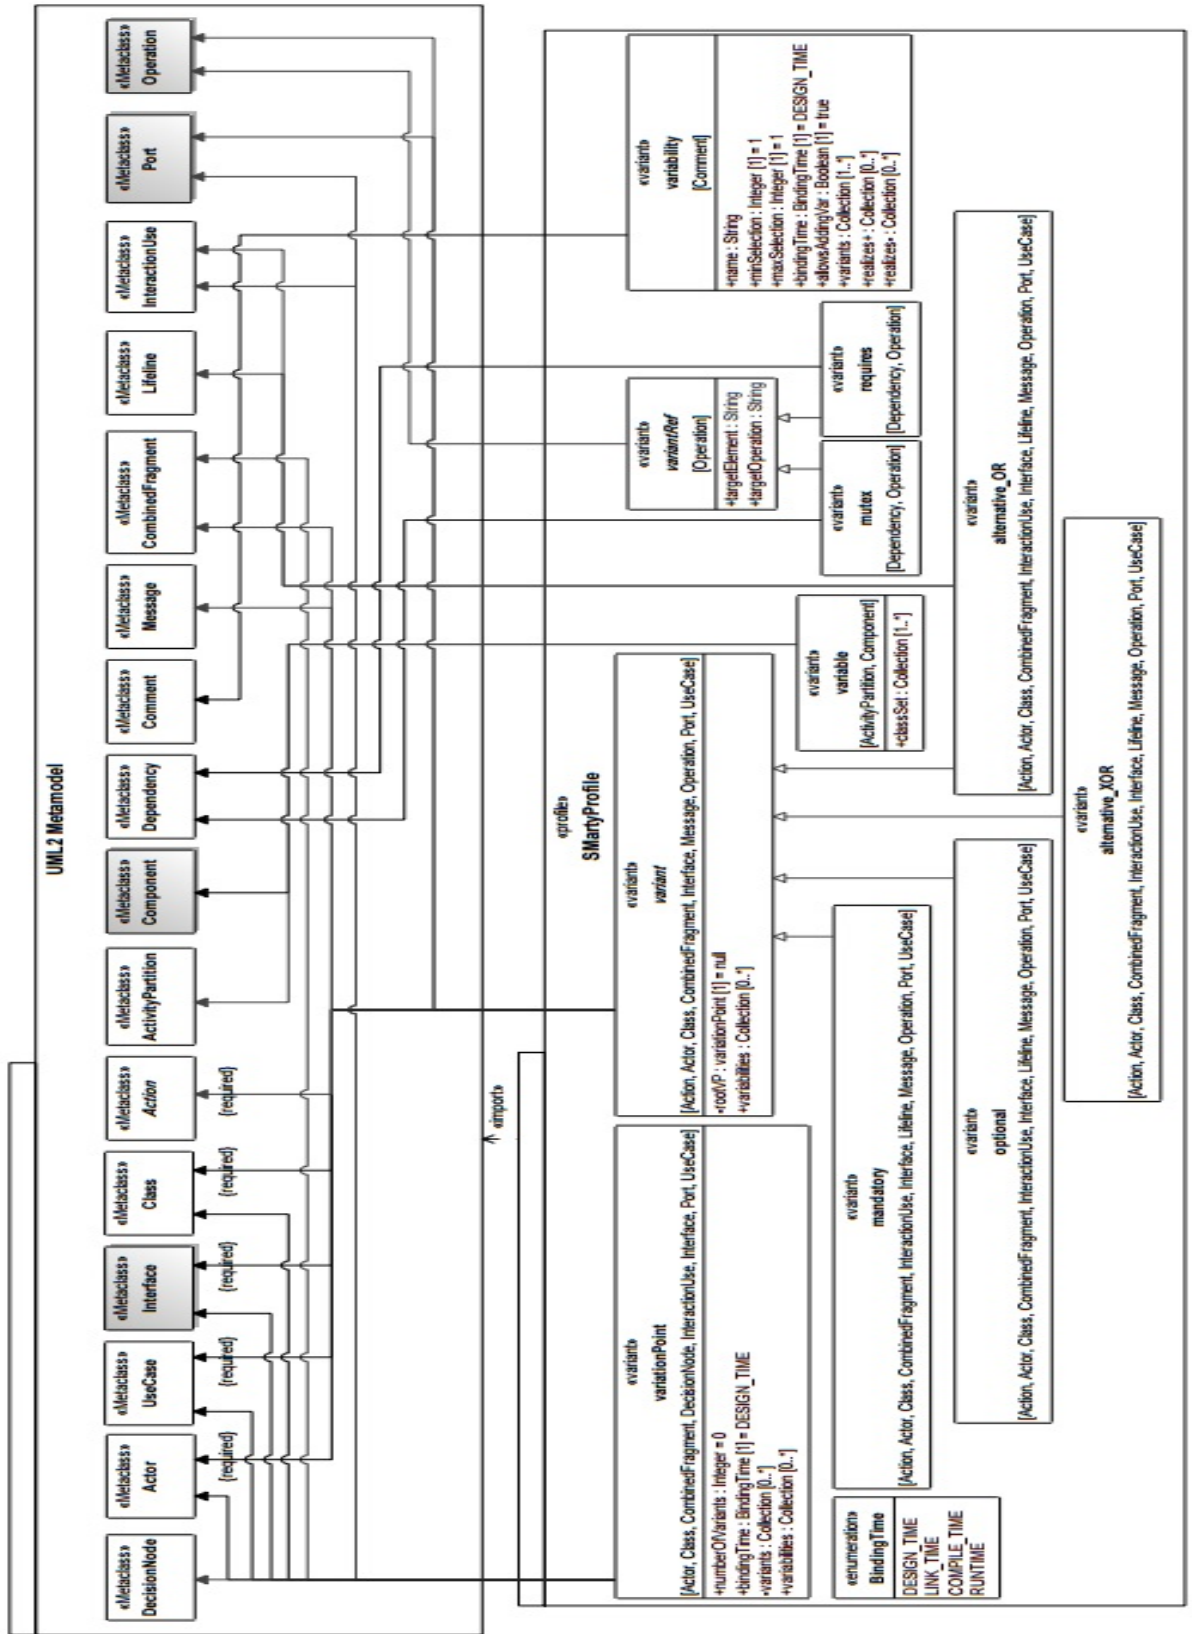 UML2 Metamodel
«Metaclass»
DecisionNode
«Metaclass»
Actor
«Metaclass»
UseCase
«Metaclass»
Interface
«Metaclass»
Class
«Metaclass»
Action
«Metaclass»
ActivityPartition
«Metaclass»
Component
«Metaclass»
Dependency
«Metaclass»
Comment
«Metaclass»
Message
«Metaclass»
CombinedFragment
«Metaclass»
Lifeline
«Metaclass»
InteractionUse
«Metaclass»
Port
«Metaclass»
Operation
{required}
{required}
{required}
{required}
{required}
«import»
«profile»
SMartyProfile
«variant»
variationPoint
[Actor, Class, CombinedFragment, DecisionNode, InteractionUse, Interface, Port, UseCase]
+numberOfVariants : Integer = 0
+bindingTime : BindingTime [1] = DESIGN_TIME
-variants : Collection [0..*]
+variabilities : Collection [0..*]
«variant»
variant
[Action, Actor, Class, CombinedFragment, Interface, Message, Operation, Port, UseCase]
-rootVP : variationPoint [1] = null
+variabilities : Collection [0..*]
«variant»
variantRef
[Operation]
+targetElement : String
+targetOperation : String
«variant»
variability
[Comment]
+name : String
+minSelection : Integer [1] = 1
+maxSelection : Integer [1] = 1
+bindingTime : BindingTime [1] = DESIGN_TIME
+allowsAddingVar : Boolean [1] = true
+variants : Collection [1..*]
+realizes+ : Collection [0..*]
+realizes- : Collection [0..*]
«variant»
variable
[ActivityPartition, Component]
+classSet : Collection [1..*]
«variant»
mutex
[Dependency, Operation]
«variant»
requires
[Dependency, Operation]
«enumeration»
BindingTime
DESIGN_TIME
LINK_TIME
COMPILE_TIME
RUNTIME
«variant»
mandatory
[Action, Actor, Class, CombinedFragment, InteractionUse, Interface, Lifeline, Message, Operation, Port, UseCase]
«variant»
optional
[Action, Actor, Class, CombinedFragment, InteractionUse, Interface, Lifeline, Message, Operation, Port, UseCase]
«variant»
alternative_OR
[Action, Actor, Class, CombinedFragment, InteractionUse, Interface, Lifeline, Message, Operation, Port, UseCase]
«variant»
alternative_XOR
[Action, Actor, Class, CombinedFragment, InteractionUse, Interface, Lifeline, Message, Operation, Port, UseCase]